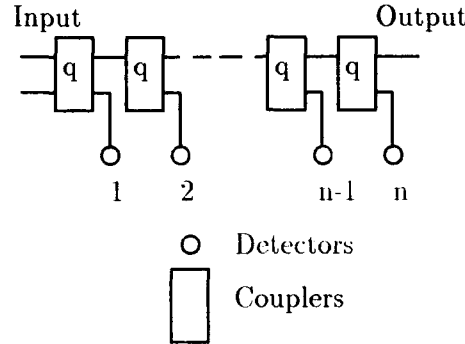 Input Output
q q q q
1 2 n-1 n
Detectors
Couplers